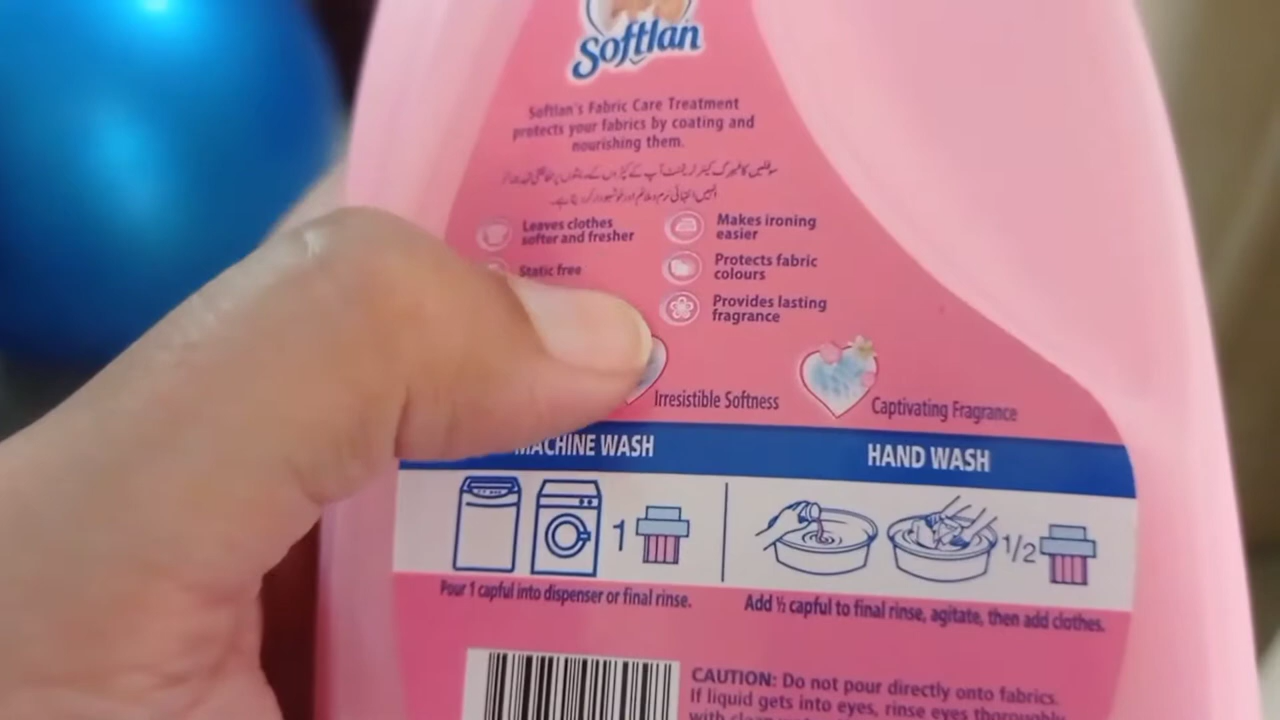 Softlan
Softlan's Fabric Care Treatment
protects your fabrics by coating and
nourishing them.
Leaves clothes
softer and fresher
Static free
Makes ironing
easier
Protects fabric
colours
Provides lasting
fragrance
Irresistible Softness
Captivating Fragrance
MACHINE WASH
HAND WASH
1
1/2
Pour 1 capful into dispenser or final rinse.
Add ½ capful to final rinse, agitate, then add clothes.
CAUTION: Do not pour directly onto fabrics.
If liquid gets into eyes, rinse eyes thoroughly